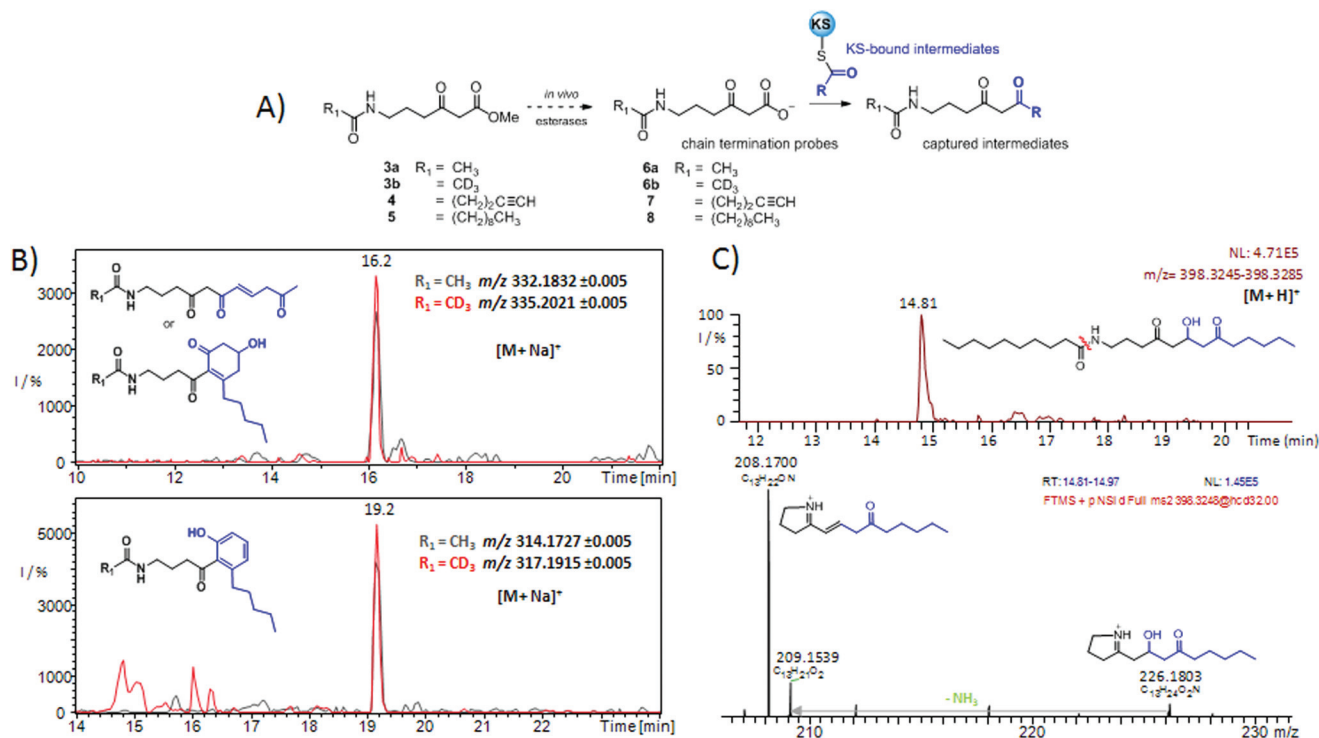 KS
KS-bound intermediates
S
O
R
A)
R₁ H N O O O OMe
in vivo
esterases
R₁ H N O O O O⁻
R₁ H N O O O R
chain termination probes
captured intermediates
3a R₁ = CH₃
3b = CD₃
4 = (CH₂)₂C≡CH
5 = (CH₂)₈CH₃
6a R₁ = CH₃
6b = CD₃
7 = (CH₂)₂C≡CH
8 = (CH₂)₈CH₃
B)
16.2
R₁ = CH₃ m/z 332.1832 ±0.005
R₁ = CD₃ m/z 335.2021 ±0.005
[M+Na]⁺
R₁ O N H O O O
or
R₁ O N H O O OH
I / %
3000
2000
1000
0
10 12 14 16 18 20 Time [min]
19.2
R₁ = CH₃ m/z 314.1727 ±0.005
R₁ = CD₃ m/z 317.1915 ±0.005
[M+Na]⁺
HO R₁ O N H O
I / %
5000
3000
1000
0
14 15 16 17 18 19 20 21 22 Time [min]
C)
NL: 4.71E5
m/z= 398.3245-398.3285
[M+H]⁺
14.81
O H N O OH O
I / %
100
50
0
12 13 14 15 16 17 18 19 20 Time (min)
208.1700
C₁₃H₂₂ON
RT: 14.81-14.97 NL: 1.45E5
FTMS + p NSI d Full ms2 398.3248@hcd32.00
NH⁺ O
NH⁺ OH O
209.1539
C₁₃H₂₁O₂
226.1803
C₁₃H₂₄O₂N
-NH₃
210 220 230 m/z